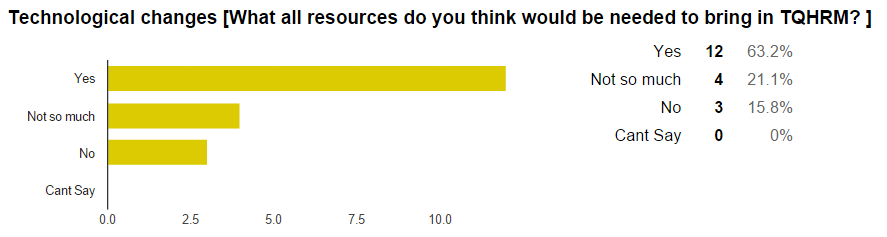 Technological changes [What all resources do you think would be needed to bring in TQHRM? ]
Yes 12 63.2%
Not so much 4 21.1%
No 3 15.8%
Cant Say 0 0%
Yes
Not so much
No
Cant Say
0.0 2.5 5.0 7.5 10.0